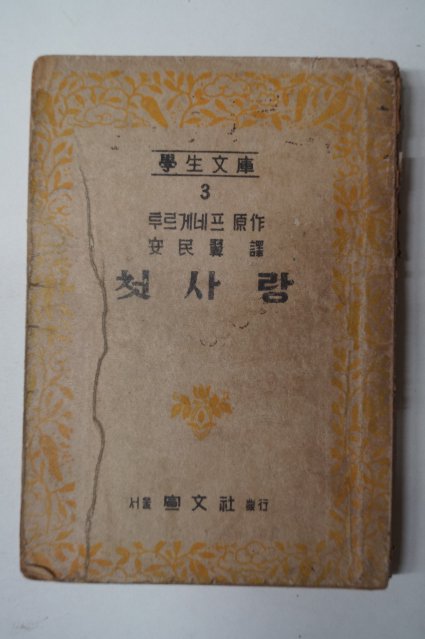 學生文庫
3
루르게네프 原作
安民翼 譯
첫사랑
서울 宣文社 發行